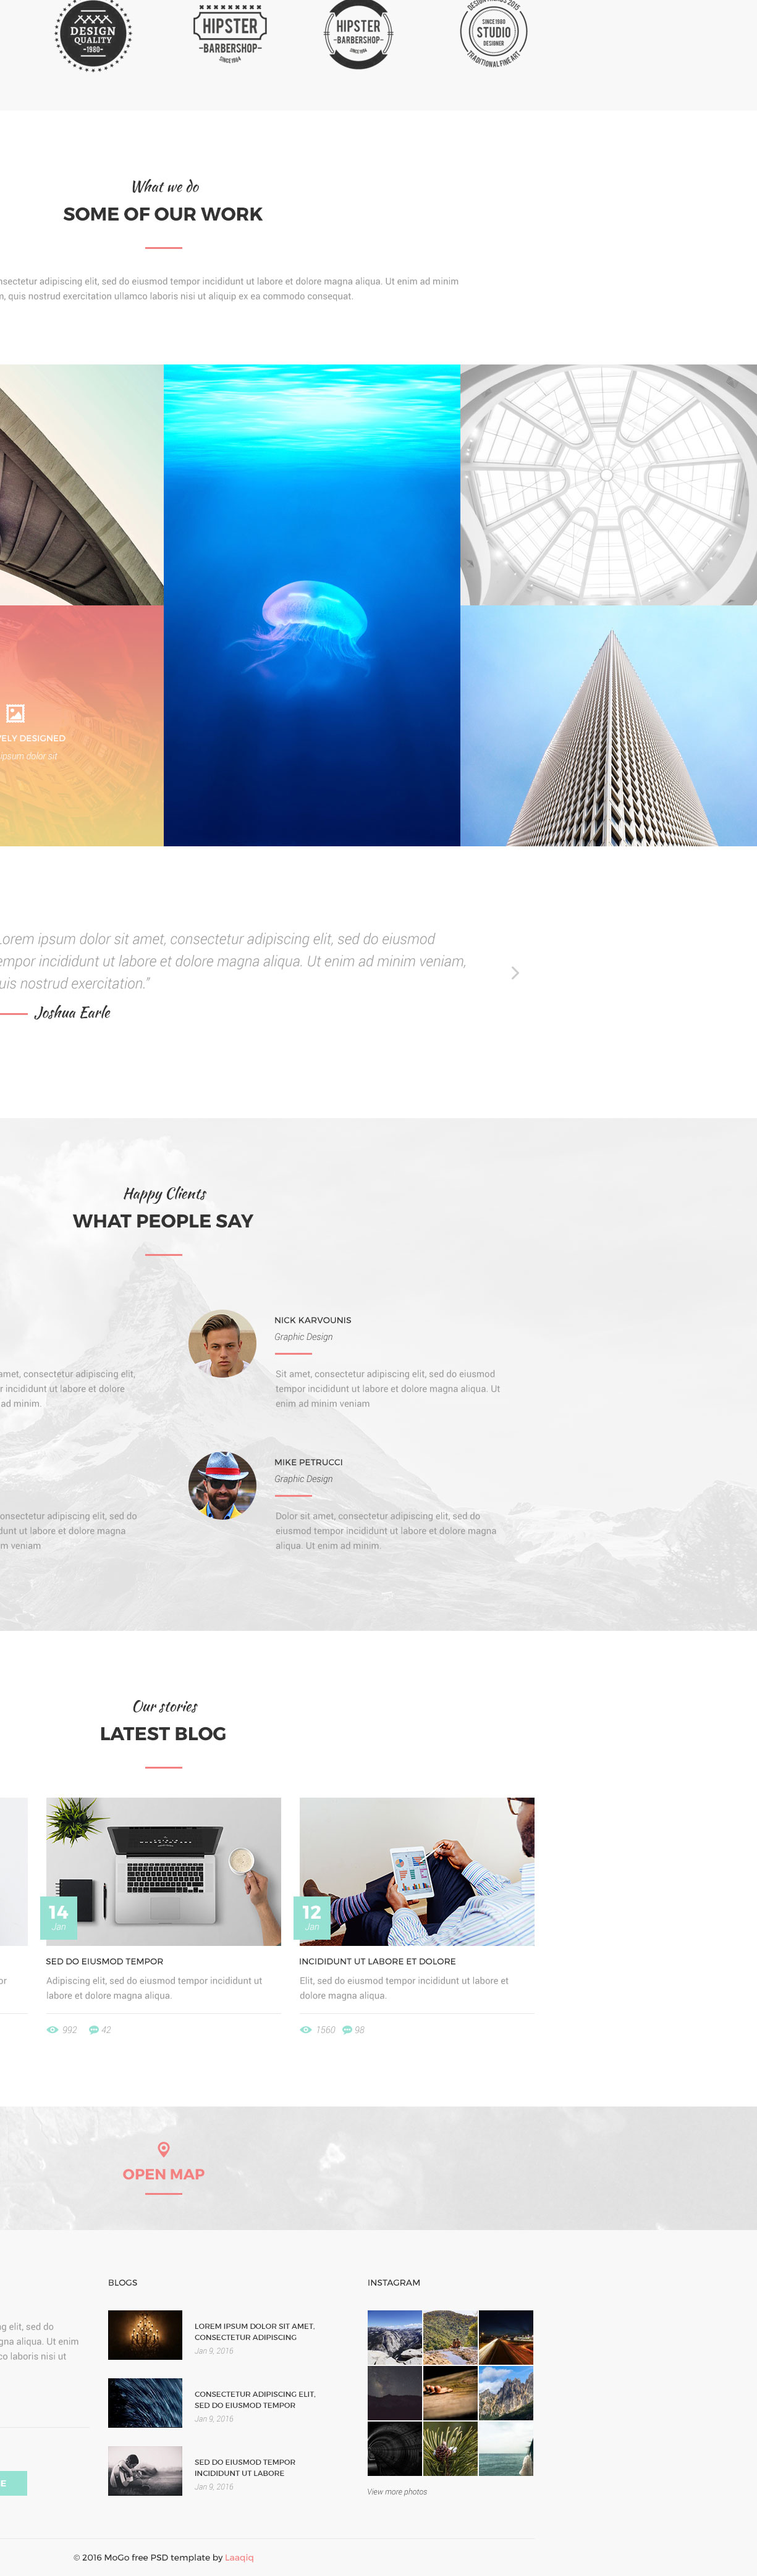 DESIGN
QUALITY
-1980-
HIPSTER
-BARBERSHOP-
SINCE 1984
HIPSTER
-BARBERSHOP-
SINCE 1984
2015
SINCE 1980
STUDIO
DESIGNER
TRADITIONAL FINE ART
What we do
SOME OF OUR WORK
nsectetur adipiscing elit, sed do eiusmod tempor incididunt ut labore et dolore magna aliqua. Ut enim ad minim
n, quis nostrud exercitation ullamco laboris nisi ut aliquip ex ea commodo consequat.
ELY DESIGNED
ipsum dolor sit
Lorem ipsum dolor sit amet, consectetur adipiscing elit, sed do eiusmod
empor incididunt ut labore et dolore magna aliqua. Ut enim ad minim veniam,
uis nostrud exercitation.”
Joshua Earle
Happy Clients
WHAT PEOPLE SAY
amet, consectetur adipiscing elit,
r incididunt ut labore et dolore
ad minim.
NICK KARVOUNIS
Graphic Design
Sit amet, consectetur adipiscing elit, sed do eiusmod
tempor incididunt ut labore et dolore magna aliqua. Ut
enim ad minim veniam
onsectetur adipiscing elit, sed do
dunt ut labore et dolore magna
m veniam
MIKE PETRUCCI
Graphic Design
Dolor sit amet, consectetur adipiscing elit, sed do
eiusmod tempor incididunt ut labore et dolore magna
aliqua. Ut enim ad minim.
Our stories
LATEST BLOG
or
14
Jan
SED DO EIUSMOD TEMPOR
Adipiscing elit, sed do eiusmod tempor incididunt ut
labore et dolore magna aliqua.
992 42
12
Jan
INCIDIDUNT UT LABORE ET DOLORE
Elit, sed do eiusmod tempor incididunt ut labore et
dolore magna aliqua.
1560 98
OPEN MAP
g elit, sed do
gna aliqua. Ut enim
co laboris nisi ut
E
BLOGS
LOREM IPSUM DOLOR SIT AMET,
CONSECTETUR ADIPISCING
Jan 9, 2016
CONSECTETUR ADIPISCING ELIT,
SED DO EIUSMOD TEMPOR
Jan 9, 2016
SED DO EIUSMOD TEMPOR
INCIDIDUNT UT LABORE
Jan 9, 2016
INSTAGRAM
View more photos
© 2016 MoGo free PSD template by Laaqiq